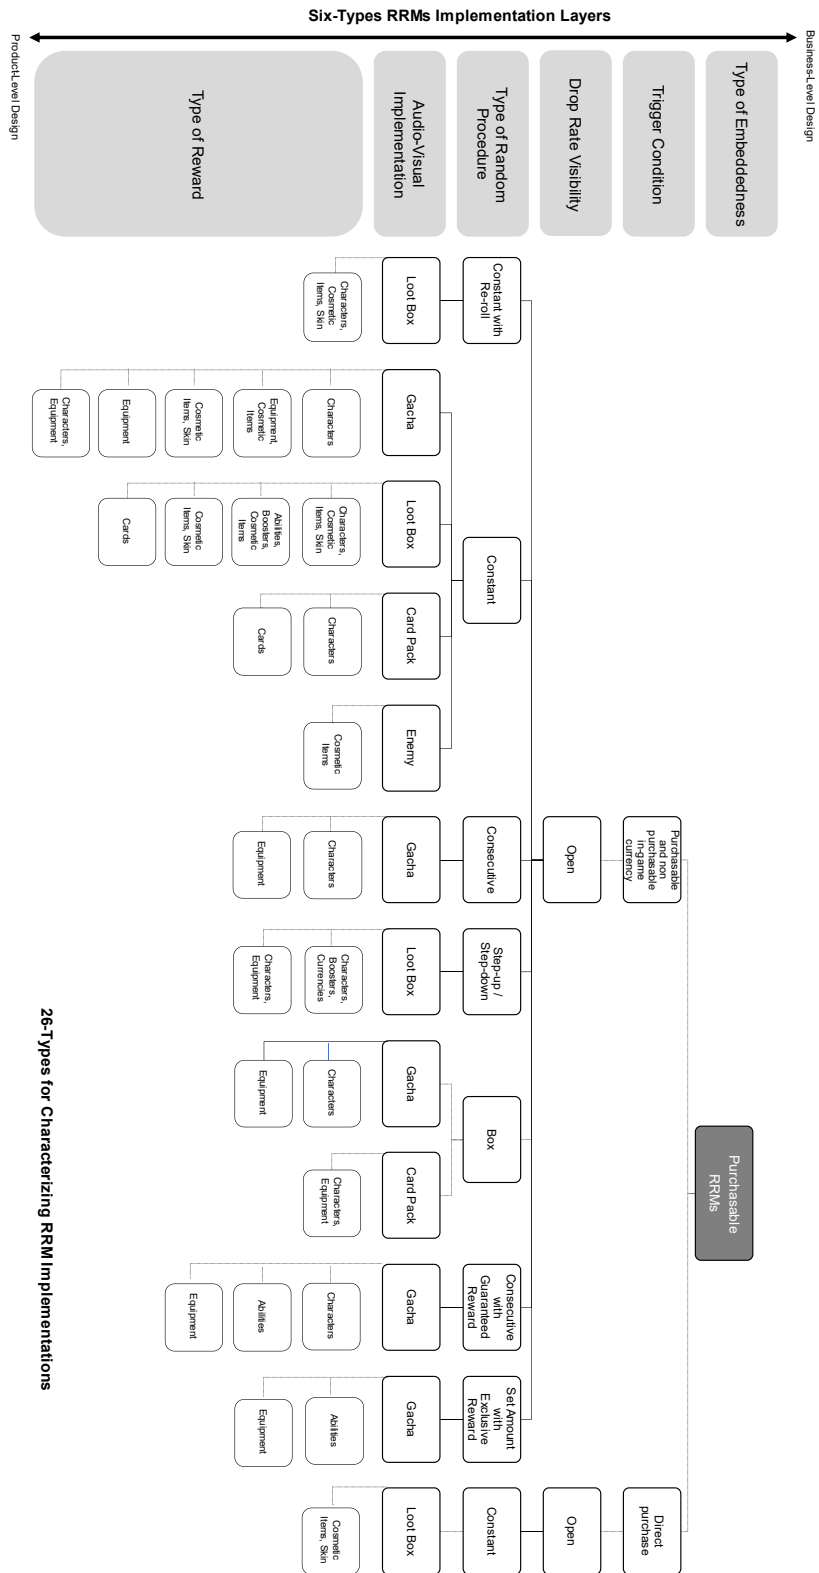 Six-Types RRMs Implementation Layers
Business-Level Design
Product-Level Design
Type of Embeddedness
Trigger Condition
Drop Rate Visibility
Type of Random
Procedure
Audio-Visual
Implementation
Type of Reward
Purchasable
RRMs
Purchasable
and non
purchasable
in-game
currency
Direct
purchase
Open
Open
Constant with
Re-roll
Constant
Consecutive
Step-up /
Step-down
Box
Consecutive
with
Guaranteed
Reward
Set Amount
with
Exclusive
Reward
Constant
Loot Box
Gacha
Loot Box
Card Pack
Enemy
Gacha
Loot Box
Gacha
Card Pack
Gacha
Gacha
Loot Box
Characters,
Cosmetic
Items, Skin
Characters
Equipment,
Cosmetic
Items
Cosmetic
Items, Skin
Equipment
Characters,
Equipment
Characters,
Cosmetic
Items, Skin
Abilities,
Boosters,
Cosmetic
Items
Cosmetic
Items, Skin
Cards
Characters
Cards
Cosmetic
Items
Characters
Equipment
Characters,
Boosters,
Currencies
Characters,
Equipment
Characters
Equipment
Characters,
Equipment
Characters
Abilities
Equipment
Abilities
Equipment
Cosmetic
Items, Skin
26-Types for Characterizing RRM Implementations